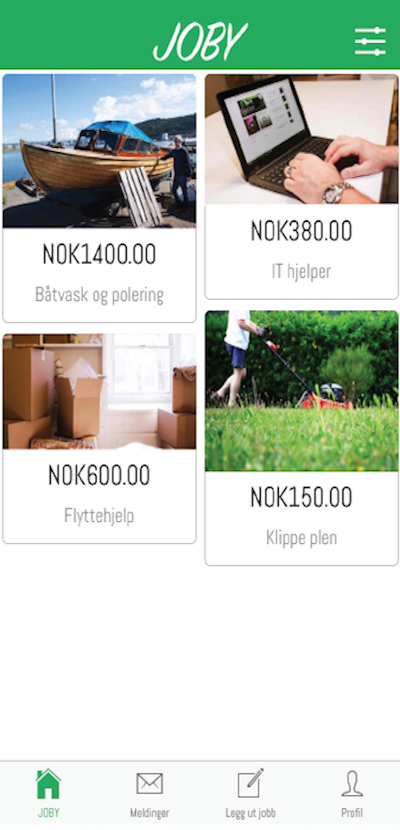 JOBY
NOK1400.00
Båtvask og polering
NOK380.00
IT hjelper
NOK600.00
Flyttehjelp
NOK150.00
Klippe plen
JOBY
Meldinger
Legg ut jobb
Profil